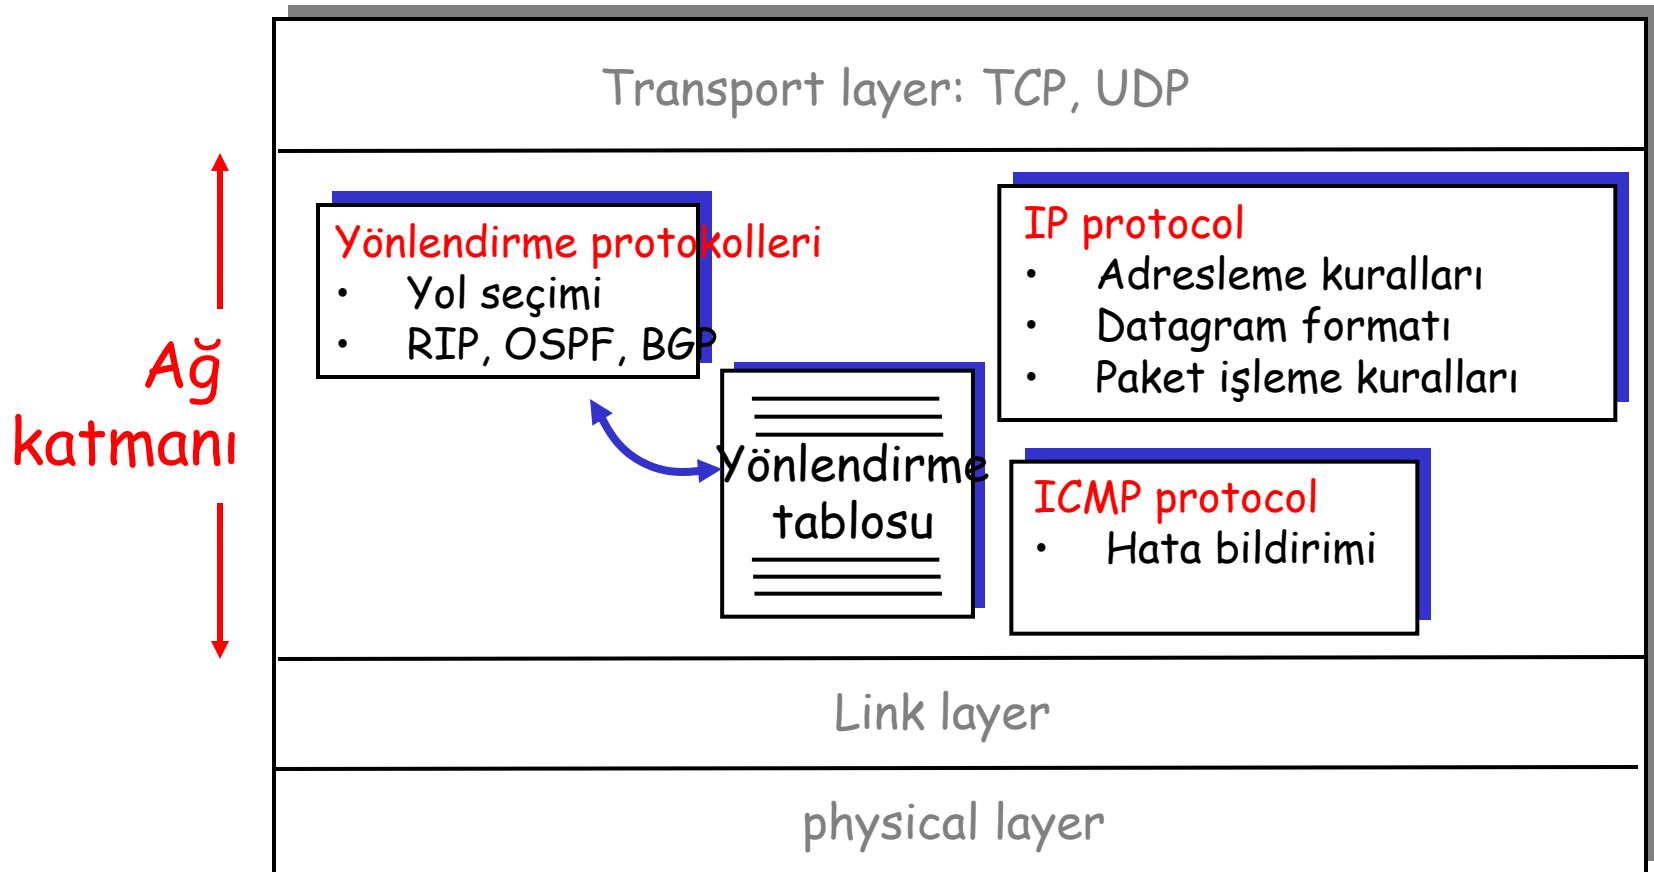 Transport layer: TCP, UDP
Ağ
katmanı
Yönlendirme protokolleri
• Yol seçimi
• RIP, OSPF, BGP
Yönlendirme
tablosu
IP protocol
• Adresleme kuralları
• Datagram formatı
• Paket işleme kuralları
ICMP protocol
• Hata bildirimi
Link layer
physical layer